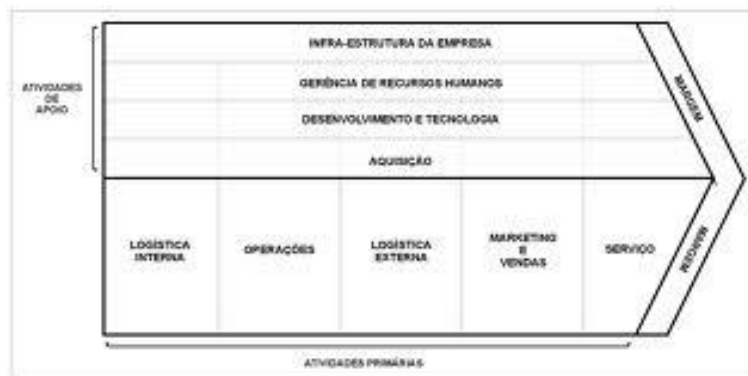 INFRA-ESTRUTURA DA EMPRESA
ATIVIDADES
DE
APOIO
GERÊNCIA DE RECURSOS HUMANOS
DESENVOLVIMENTO E TECNOLOGIA
AQUISIÇÃO
MARGEM
LOGÍSTICA
INTERNA
OPERAÇÕES
LOGÍSTICA
EXTERNA
MARKETING
E
VENDAS
SERVIÇO
MARGEM
ATIVIDADES PRIMÁRIAS